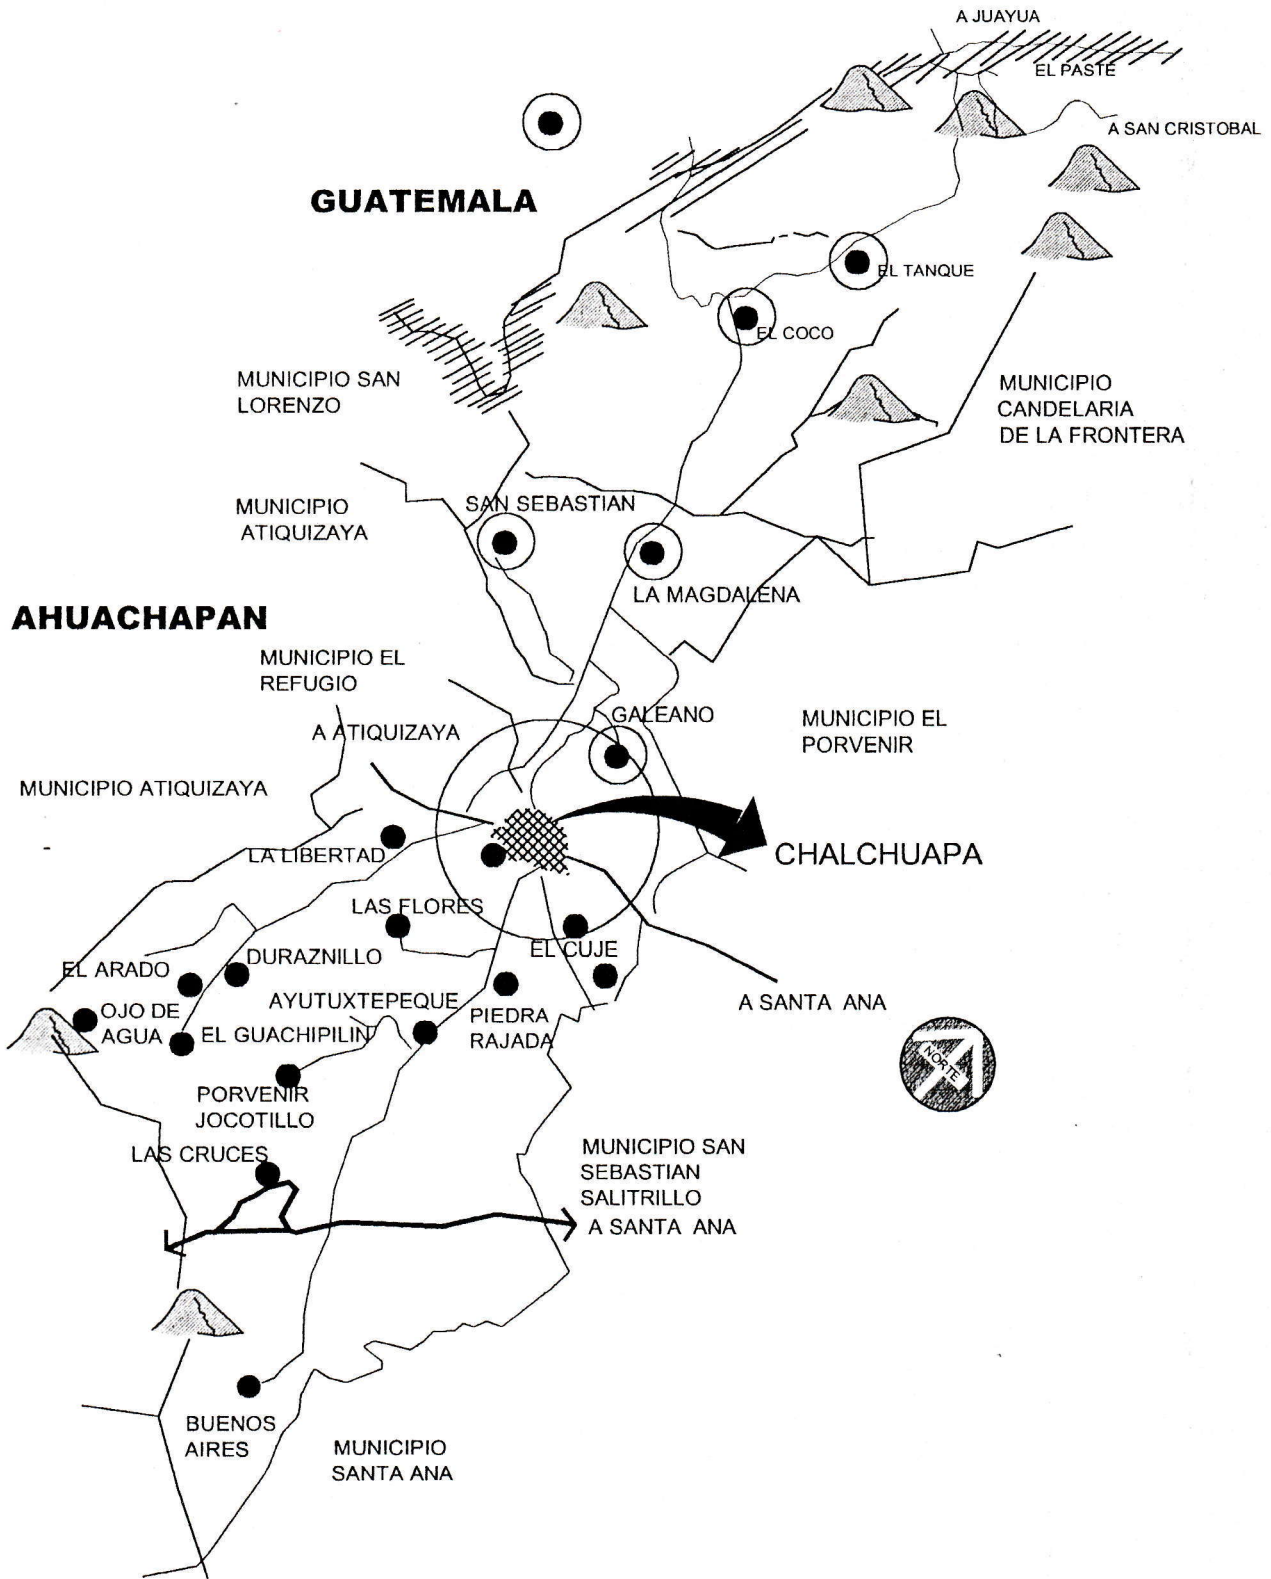 A JUAYUA
EL PASTE
A SAN CRISTOBAL
GUATEMALA
EL TANQUE
EL COCO
MUNICIPIO SAN
LORENZO
MUNICIPIO
CANDELARIA
DE LA FRONTERA
MUNICIPIO
ATIQUIZAYA
SAN SEBASTIAN
LA MAGDALENA
AHUACHAPAN
MUNICIPIO EL
REFUGIO
GALEANO
MUNICIPIO EL
PORVENIR
A ATIQUIZAYA
MUNICIPIO ATIQUIZAYA
LA LIBERTAD
CHALCHUAPA
LAS FLORES
EL CUJE
DURAZNILLO
EL ARADO
AYUTUXTEPEQUE
A SANTA ANA
OJO DE
AGUA
PIEDRA
RAJADA
EL GUACHIPILIN
NORTE
PORVENIR
JOCOTILLO
LAS CRUCES
MUNICIPIO SAN
SEBASTIAN
SALITRILLO
A SANTA ANA
BUENOS
AIRES
MUNICIPIO
SANTA ANA